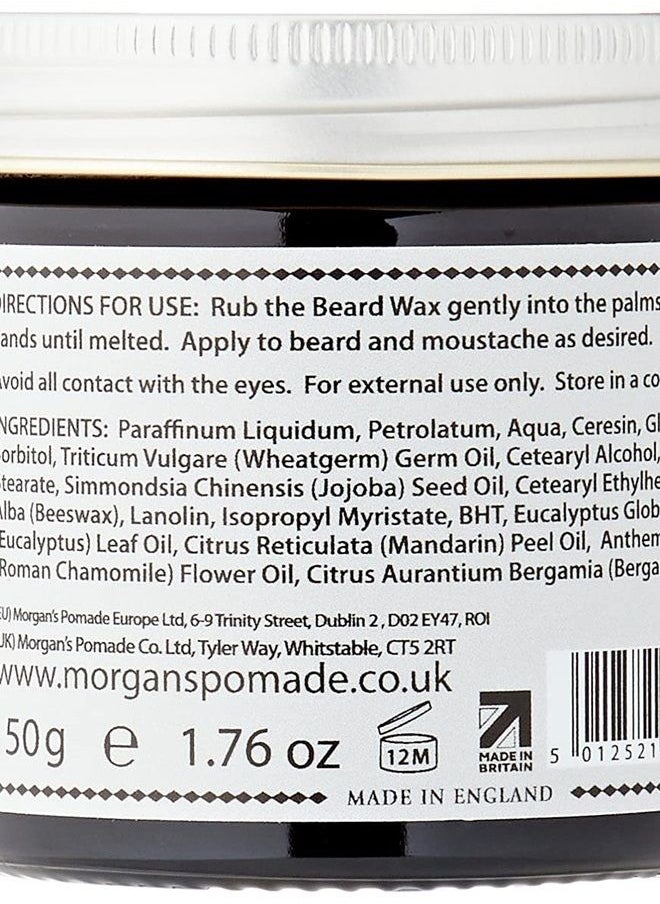 DIRECTIONS FOR USE: Rub the Beard Wax gently into the palms
ands until melted. Apply to beard and moustache as desired.
Avoid all contact with the eyes. For external use only. Store in a co
INGREDIENTS: Paraffinum Liquidum, Petrolatum, Aqua, Ceresin, Gl
orbitol, Triticum Vulgare (Wheatgerm) Germ Oil, Cetearyl Alcohol,
Stearate, Simmondsia Chinensis (Jojoba) Seed Oil, Cetearyl Ethylhe
Alba (Beeswax), Lanolin, Isopropyl Myristate, BHT, Eucalyptus Glob
(Eucalyptus) Leaf Oil, Citrus Reticulata (Mandarin) Peel Oil, Anthem
(Roman Chamomile) Flower Oil, Citrus Aurantium Bergamia (Berga
(EU) Morgan's Pomade Europe Ltd, 6-9 Trinity Street, Dublin 2, D02 EY47, ROI
(UK) Morgan's Pomade Co. Ltd, Tyler Way, Whitstable, CT5 2RT
www.morganspomade.co.uk
50g e 1.76 oz 12M MADE IN BRITAIN 5 012521
MADE IN ENGLAND